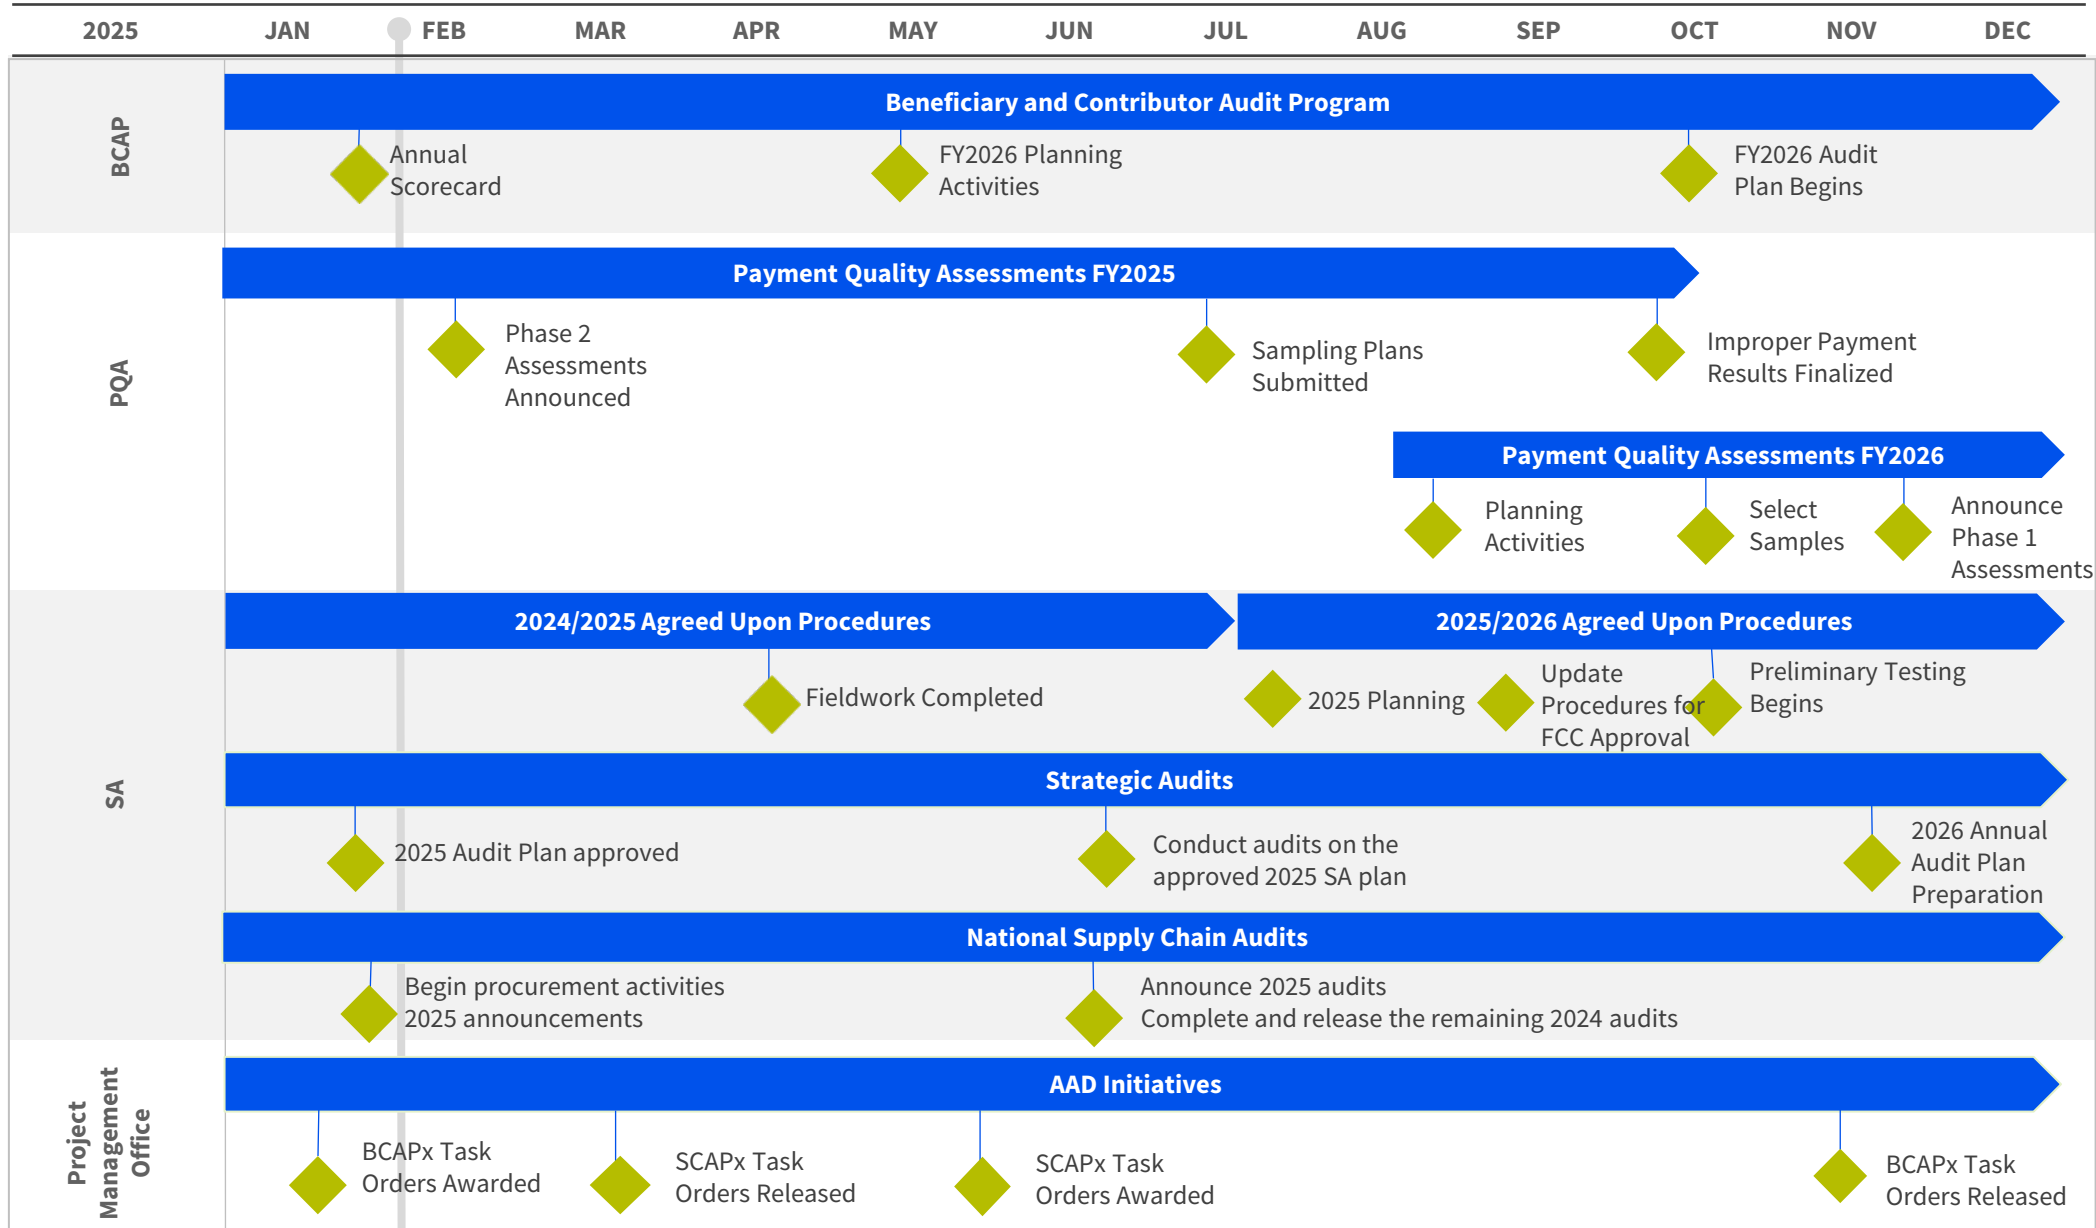 2025 JAN FEB MAR APR MAY JUN JUL AUG SEP OCT NOV DEC
BCAP
Beneficiary and Contributor Audit Program
Annual
Scorecard
FY2026 Planning
Activities
FY2026 Audit
Plan Begins
PQA
Payment Quality Assessments FY2025
Phase 2
Assessments
Announced
Sampling Plans
Submitted
Improper Payment
Results Finalized
Payment Quality Assessments FY2026
Planning
Activities
Select
Samples
Announce
Phase 1
Assessments
SA
2024/2025 Agreed Upon Procedures
2025/2026 Agreed Upon Procedures
Fieldwork Completed
2025 Planning
Update
Procedures for
FCC Approval
Preliminary Testing
Begins
Strategic Audits
2025 Audit Plan approved
Conduct audits on the
approved 2025 SA plan
2026 Annual
Audit Plan
Preparation
National Supply Chain Audits
Begin procurement activities
2025 announcements
Announce 2025 audits
Complete and release the remaining 2024 audits
Project
Management
Office
AAD Initiatives
BCAPx Task
Orders Awarded
SCAPx Task
Orders Released
SCAPx Task
Orders Awarded
BCAPx Task
Orders Released